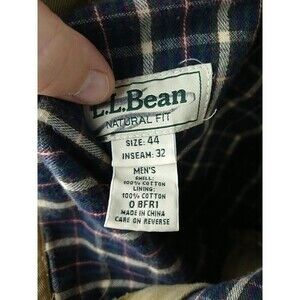 L.L.Bean
NATURAL FIT
SIZE: 44
INSEAM: 32
MEN'S
SHELL:
100% COTTON
LINING:
100% COTTON
0 BFR1
MADE IN CHINA
CARE ON REVERSE